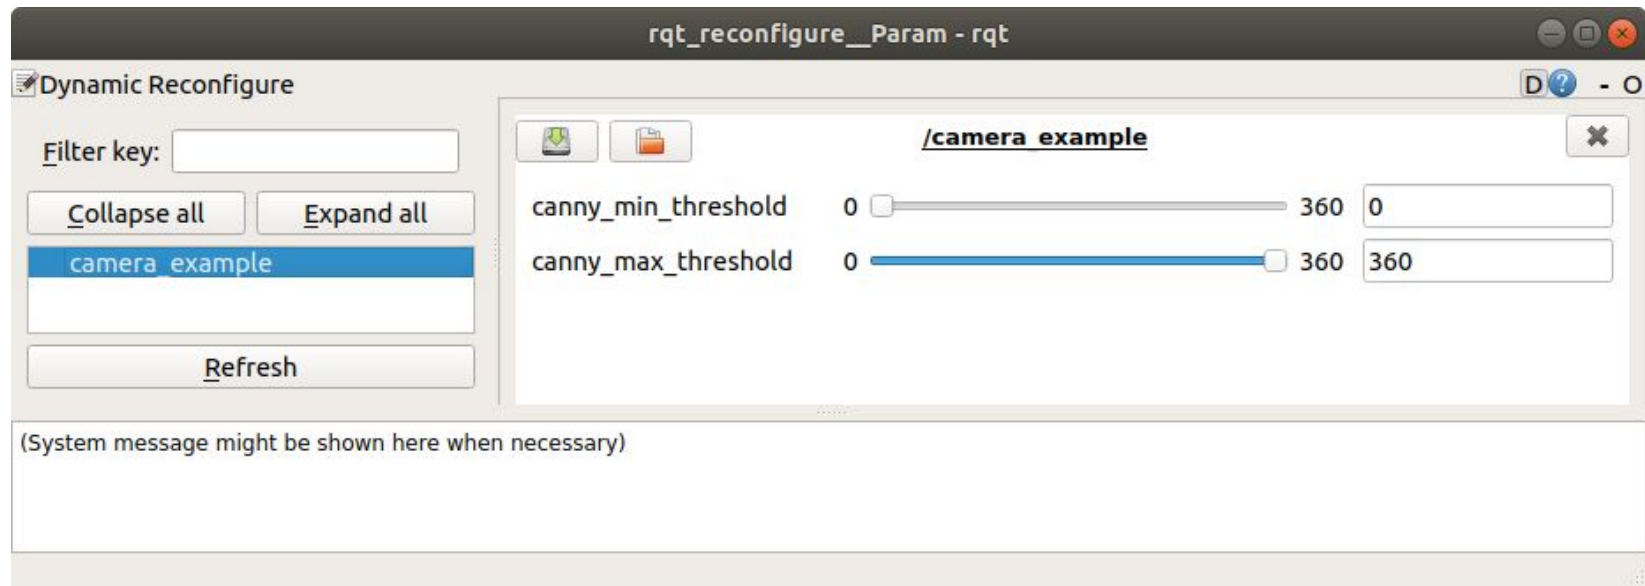 rqt_reconfigure__Param - rqt
Dynamic Reconfigure
D ? - O
Filter key:
Collapse all Expand all
camera_example
Refresh
/camera_example
canny_min_threshold 0 360 0
canny_max_threshold 0 360 360
(System message might be shown here when necessary)